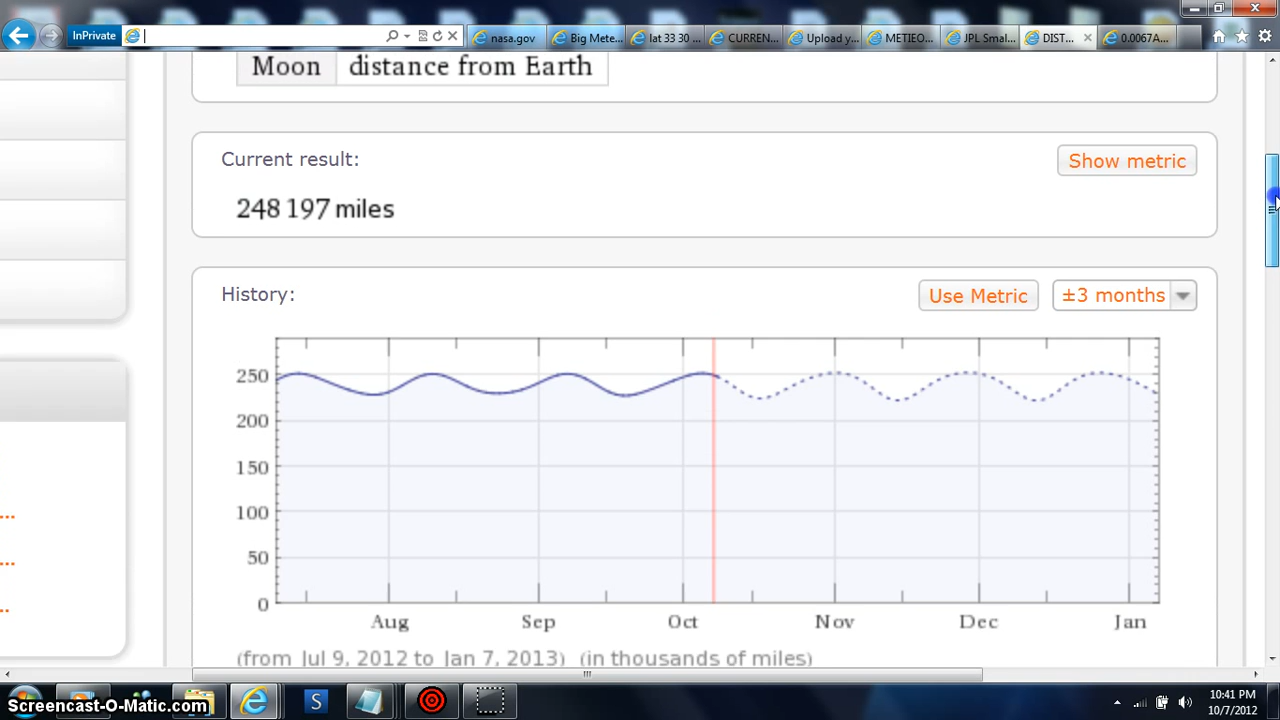 InPrivate
nasa.gov
Big Mete...
lat 33 30 ...
CURREN...
Upload y...
METIEO...
JPL Smal...
DIST...
0.0067A...
Moon distance from Earth
Current result:
Show metric
248 197 miles
History:
Use Metric
±3 months
250
200
150
100
50
0
Aug Sep Oct Nov Dec Jan
(from Jul 9, 2012 to Jan 7, 2013) (in thousands of miles)
...
...
...
S
Screencast-O-Matic.com
10:41 PM
10/7/2012